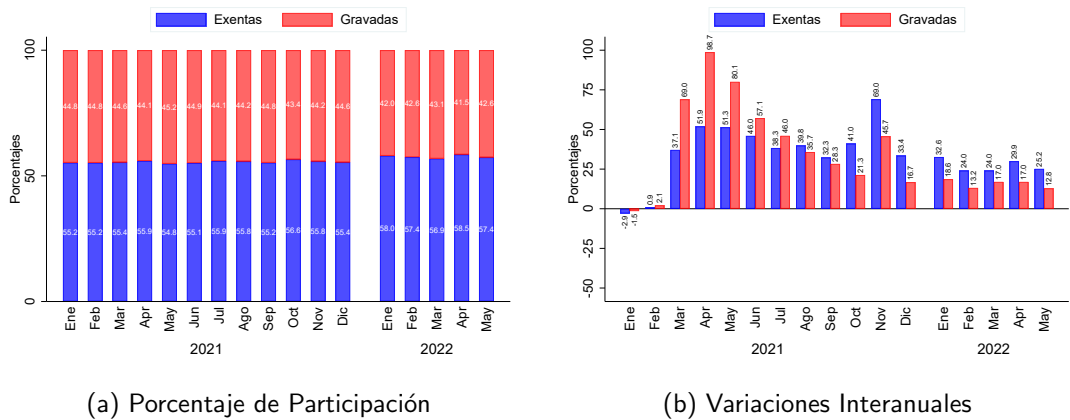 Exentas Gravadas
Porcentajes
100
50
0
44.8 44.8 44.6 44.1 45.2 44.9 44.1 44.2 44.8 43.4 44.2 44.6 42.0 42.6 43.1 41.5 42.6
55.2 55.2 55.4 55.9 54.8 55.1 55.9 55.8 55.2 56.6 55.8 55.4 58.0 57.4 56.9 58.5 57.4
Ene Feb Mar Apr May Jun Jul Ago Sep Oct Nov Dic Ene Feb Mar Apr May
2021 2022
(a) Porcentaje de Participación
Exentas Gravadas
Porcentajes
100
75
50
25
0
-25
-50
-2.9 -1.5 0.9 2.1 37.1 69.0 51.9 98.7 51.3 80.1 46.0 57.1 38.3 46.0 39.8 35.7 32.3 28.3 41.0 21.3 69.0 45.7 33.4 16.7 32.6 18.6 24.0 13.2 24.0 17.0 29.9 17.0 25.2 12.8
Ene Feb Mar Apr May Jun Jul Ago Sep Oct Nov Dic Ene Feb Mar Apr May
2021 2022
(b) Variaciones Interanuales